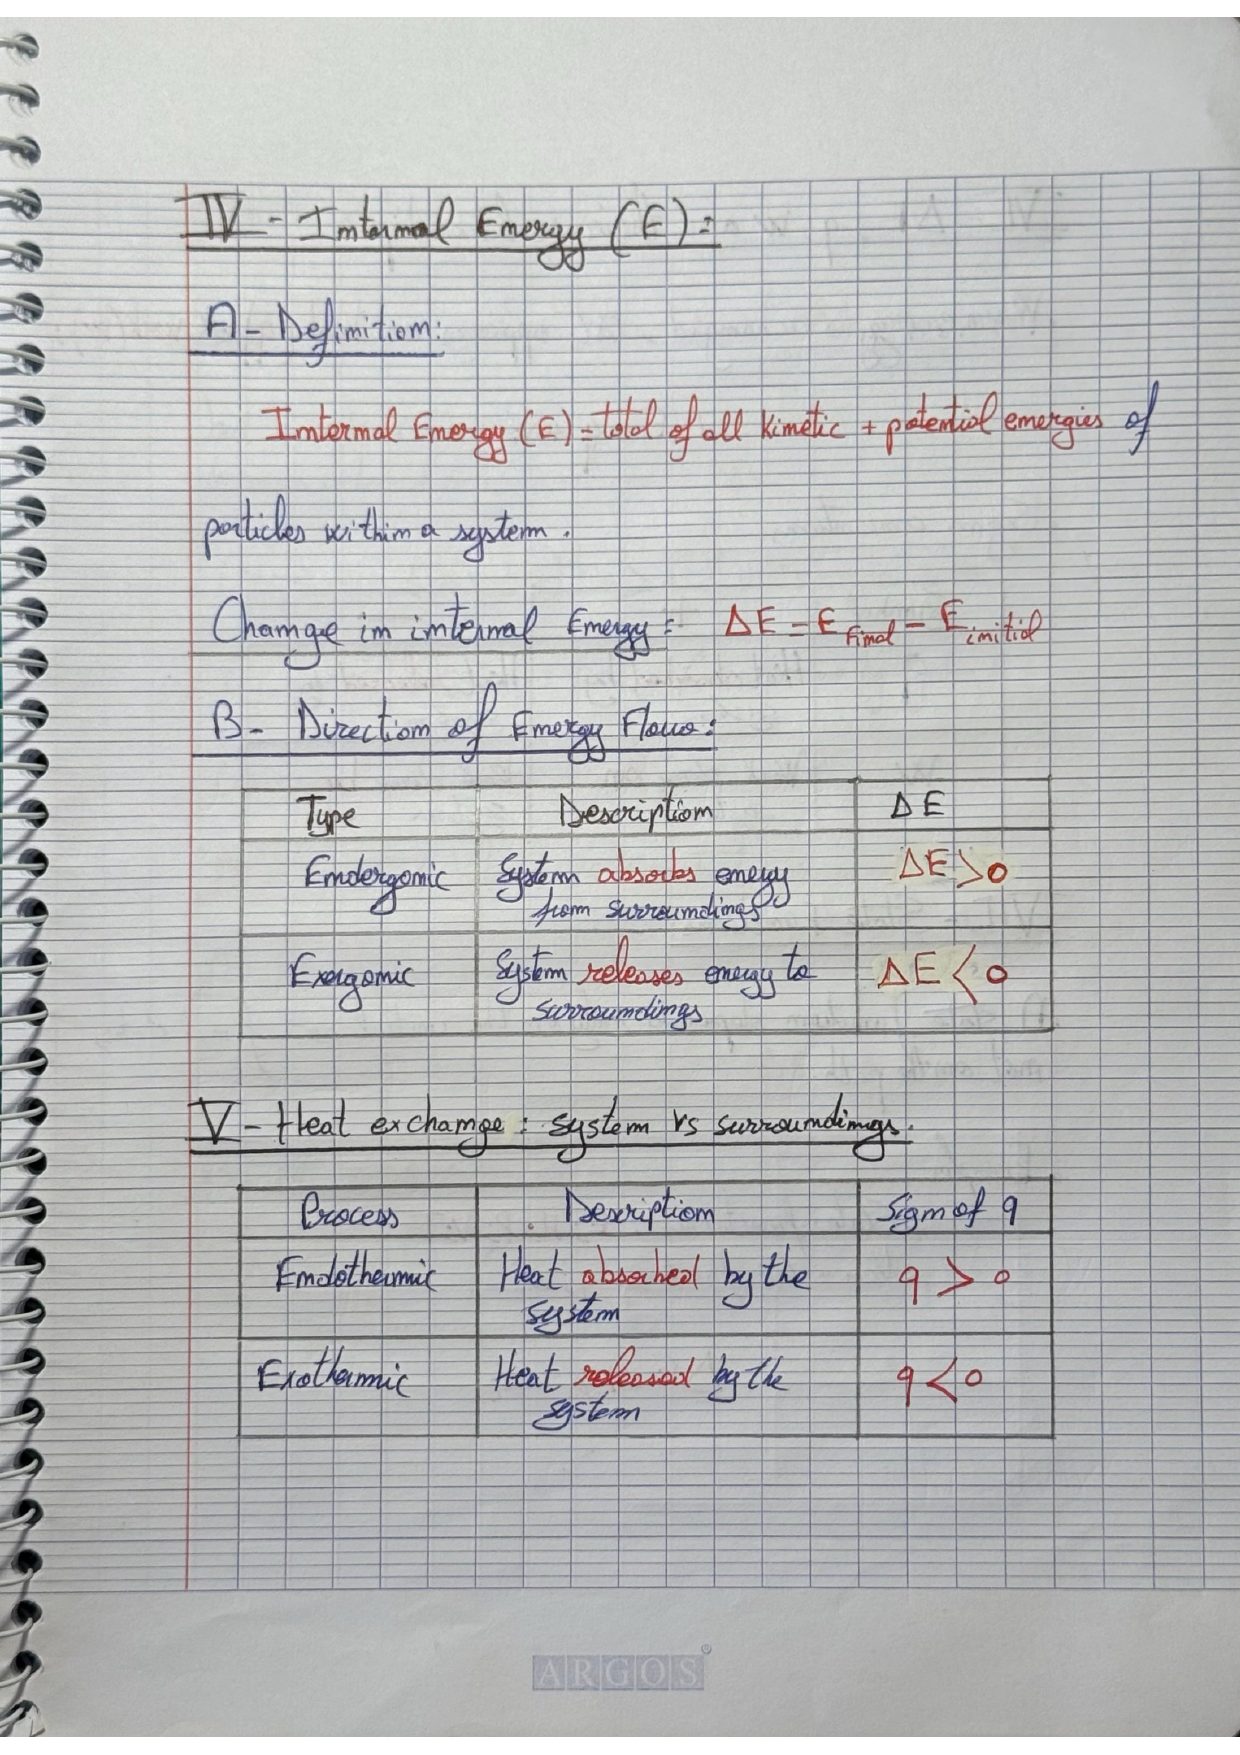 IV - Internal Energy (E):
A - Definition:
Internal Energy (E) = total of all kinetic + potential energies of
particles within a system.
Change in internal Energy: ΔE = E final - E initial
B - Direction of Energy Flow:
Type Description ΔE
Endergonic System absorbs energy from surroundings ΔE > 0
Exergonic System releases energy to surroundings ΔE < 0
V - Heat exchange: system vs surroundings.
Process Description Sign of q
Endothermic Heat absorbed by the system q > 0
Exothermic Heat released by the system q < 0
ARGOS®